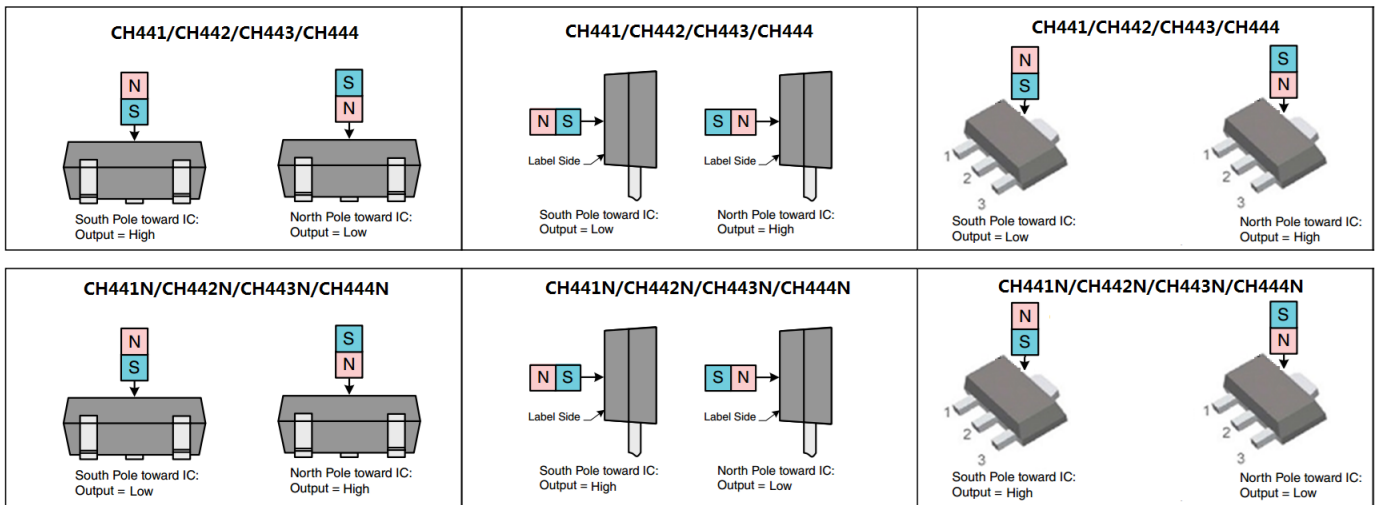 CH441/CH442/CH443/CH444
N
S
S
N
South Pole toward IC:
Output = High
North Pole toward IC:
Output = Low
CH441/CH442/CH443/CH444
N S
S N
Label Side
Label Side
South Pole toward IC:
Output = Low
North Pole toward IC:
Output = High
CH441/CH442/CH443/CH444
N
S
S
N
1
2
3
1
2
3
South Pole toward IC:
Output = Low
North Pole toward IC:
Output = High
CH441N/CH442N/CH443N/CH444N
N
S
S
N
South Pole toward IC:
Output = Low
North Pole toward IC:
Output = High
CH441N/CH442N/CH443N/CH444N
N S
S N
Label Side
Label Side
South Pole toward IC:
Output = High
North Pole toward IC:
Output = Low
CH441N/CH442N/CH443N/CH444N
N
S
S
N
1
2
3
1
2
3
South Pole toward IC:
Output = High
North Pole toward IC:
Output = Low